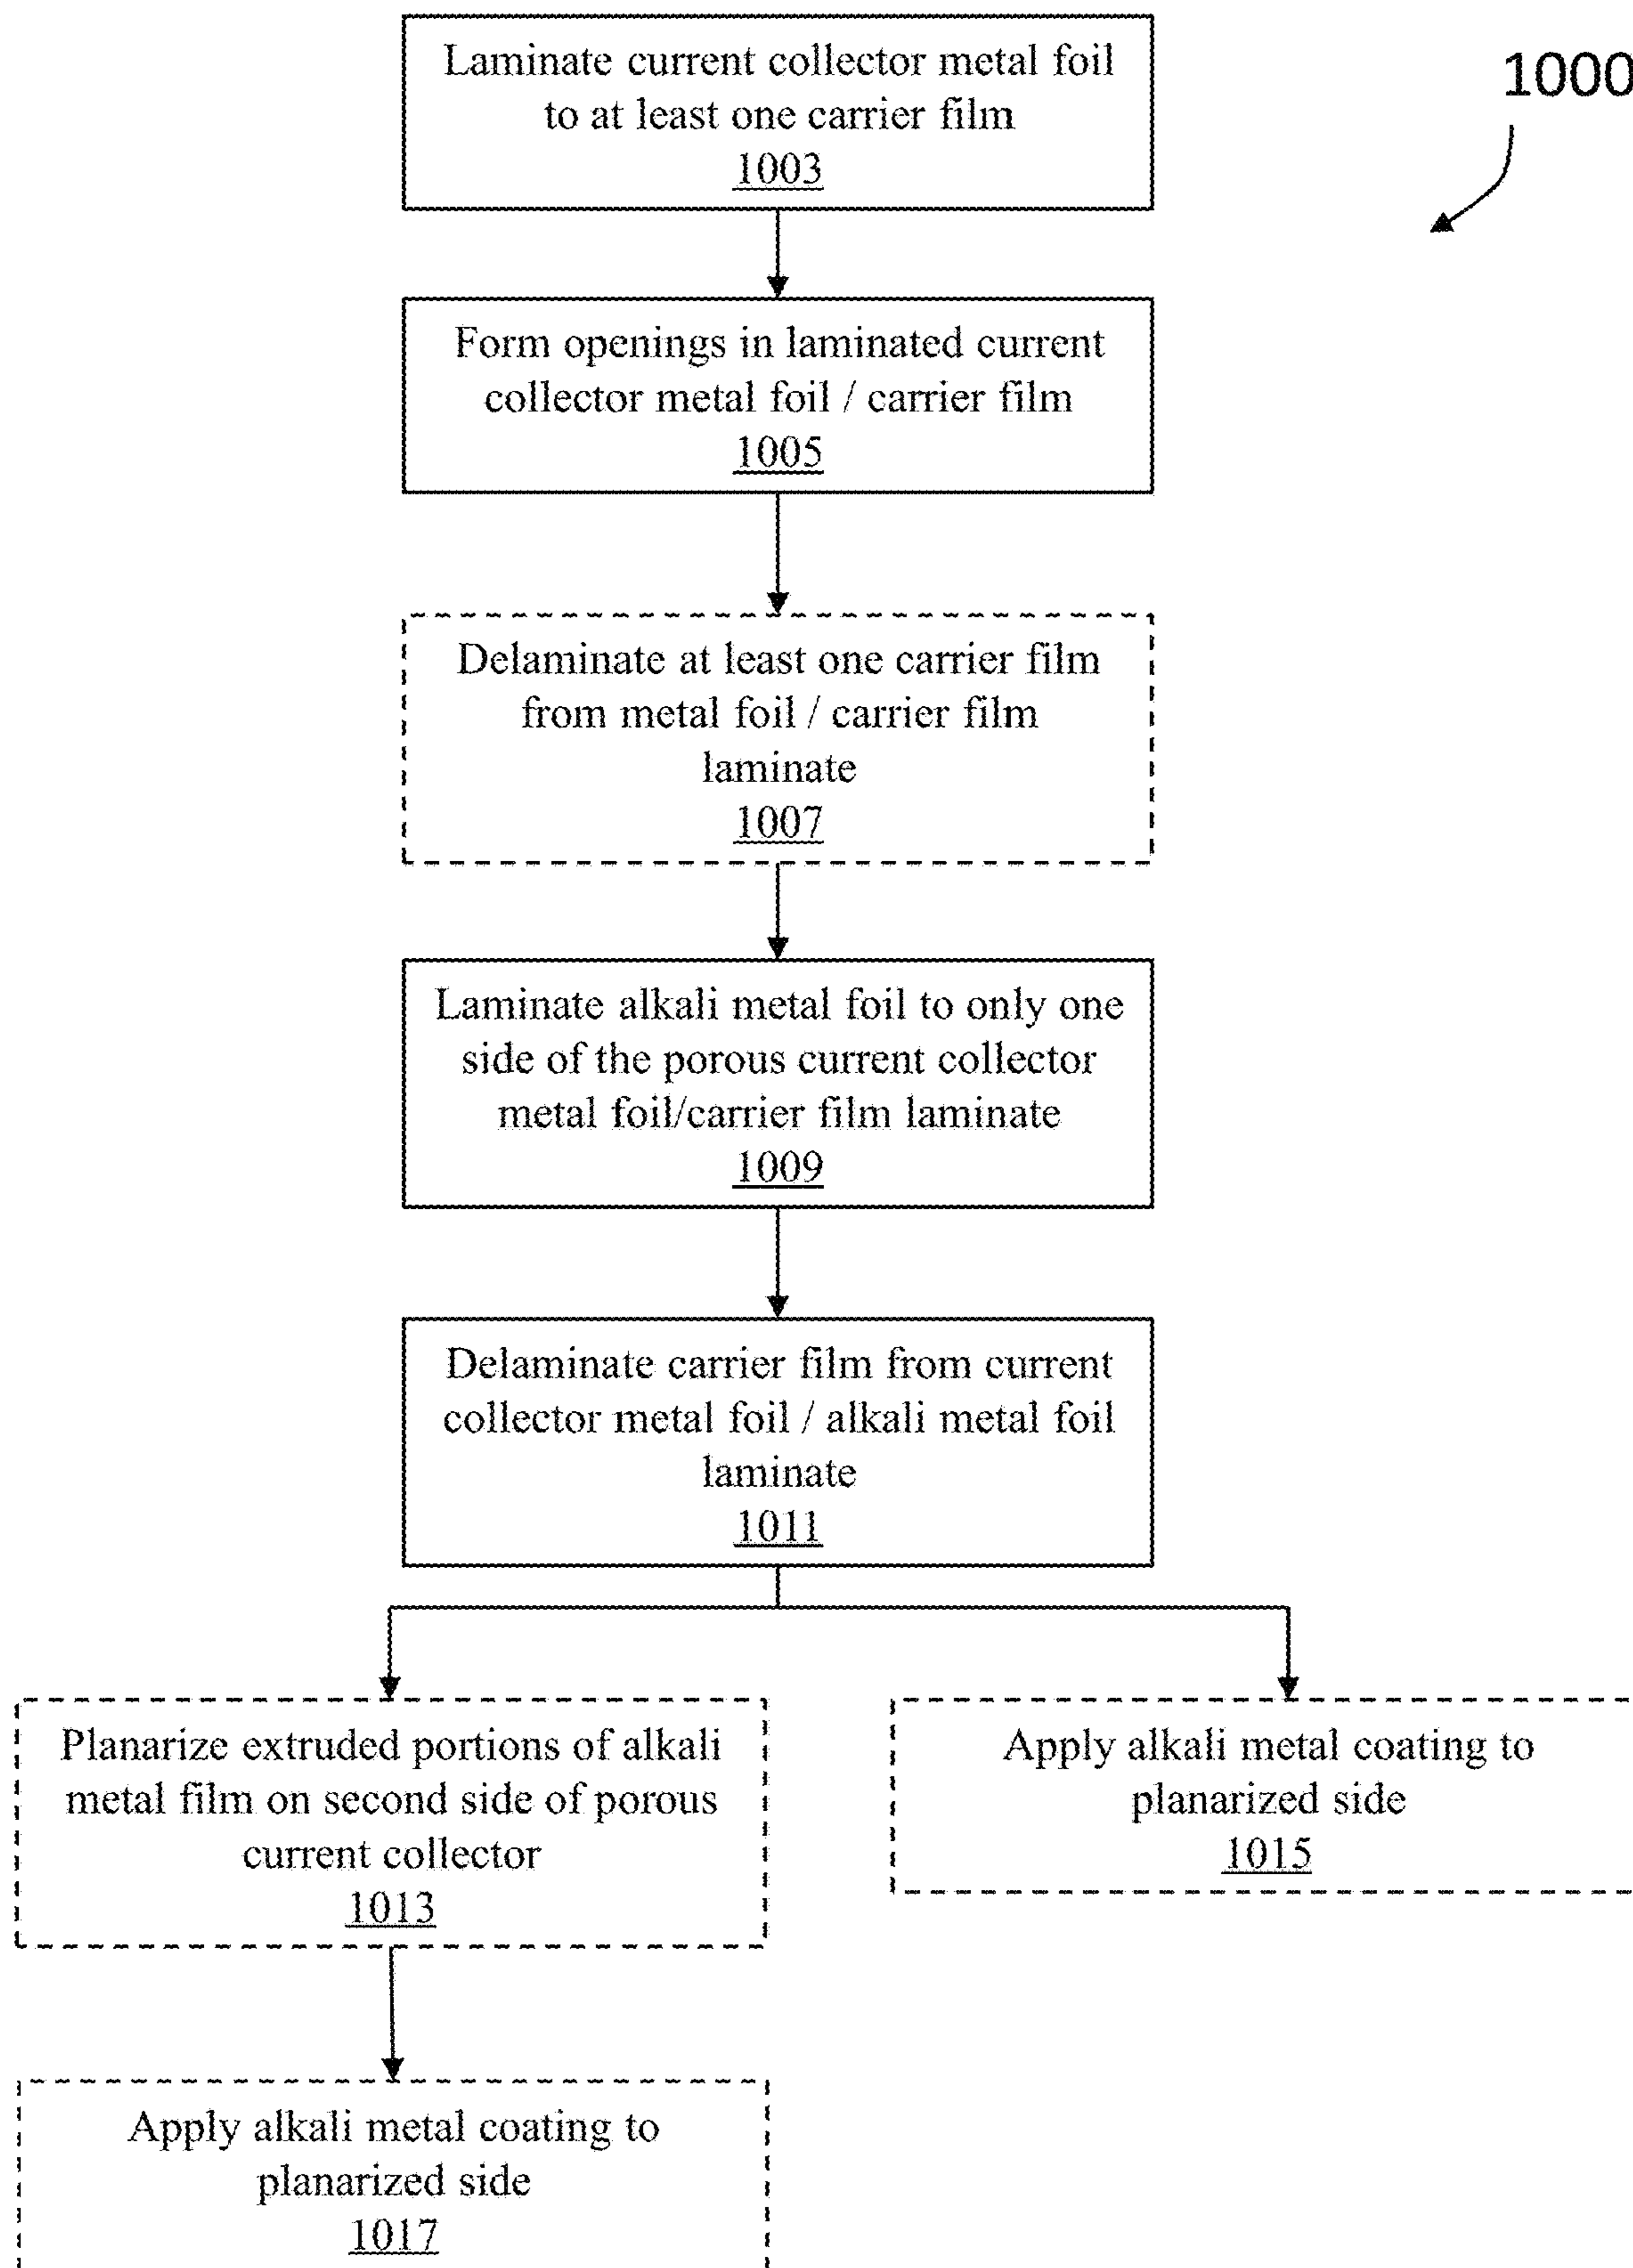 Laminate current collector metal foil
to at least one carrier film
1003
1000
Form openings in laminated current
collector metal foil / carrier film
1005
Delaminate at least one carrier film
from metal foil / carrier film
laminate
1007
Laminate alkali metal foil to only one
side of the porous current collector
metal foil/carrier film laminate
1009
Delaminate carrier film from current
collector metal foil / alkali metal foil
laminate
1011
Planarize extruded portions of alkali
metal film on second side of porous
current collector
1013
Apply alkali metal coating to
planarized side
1015
Apply alkali metal coating to
planarized side
1017